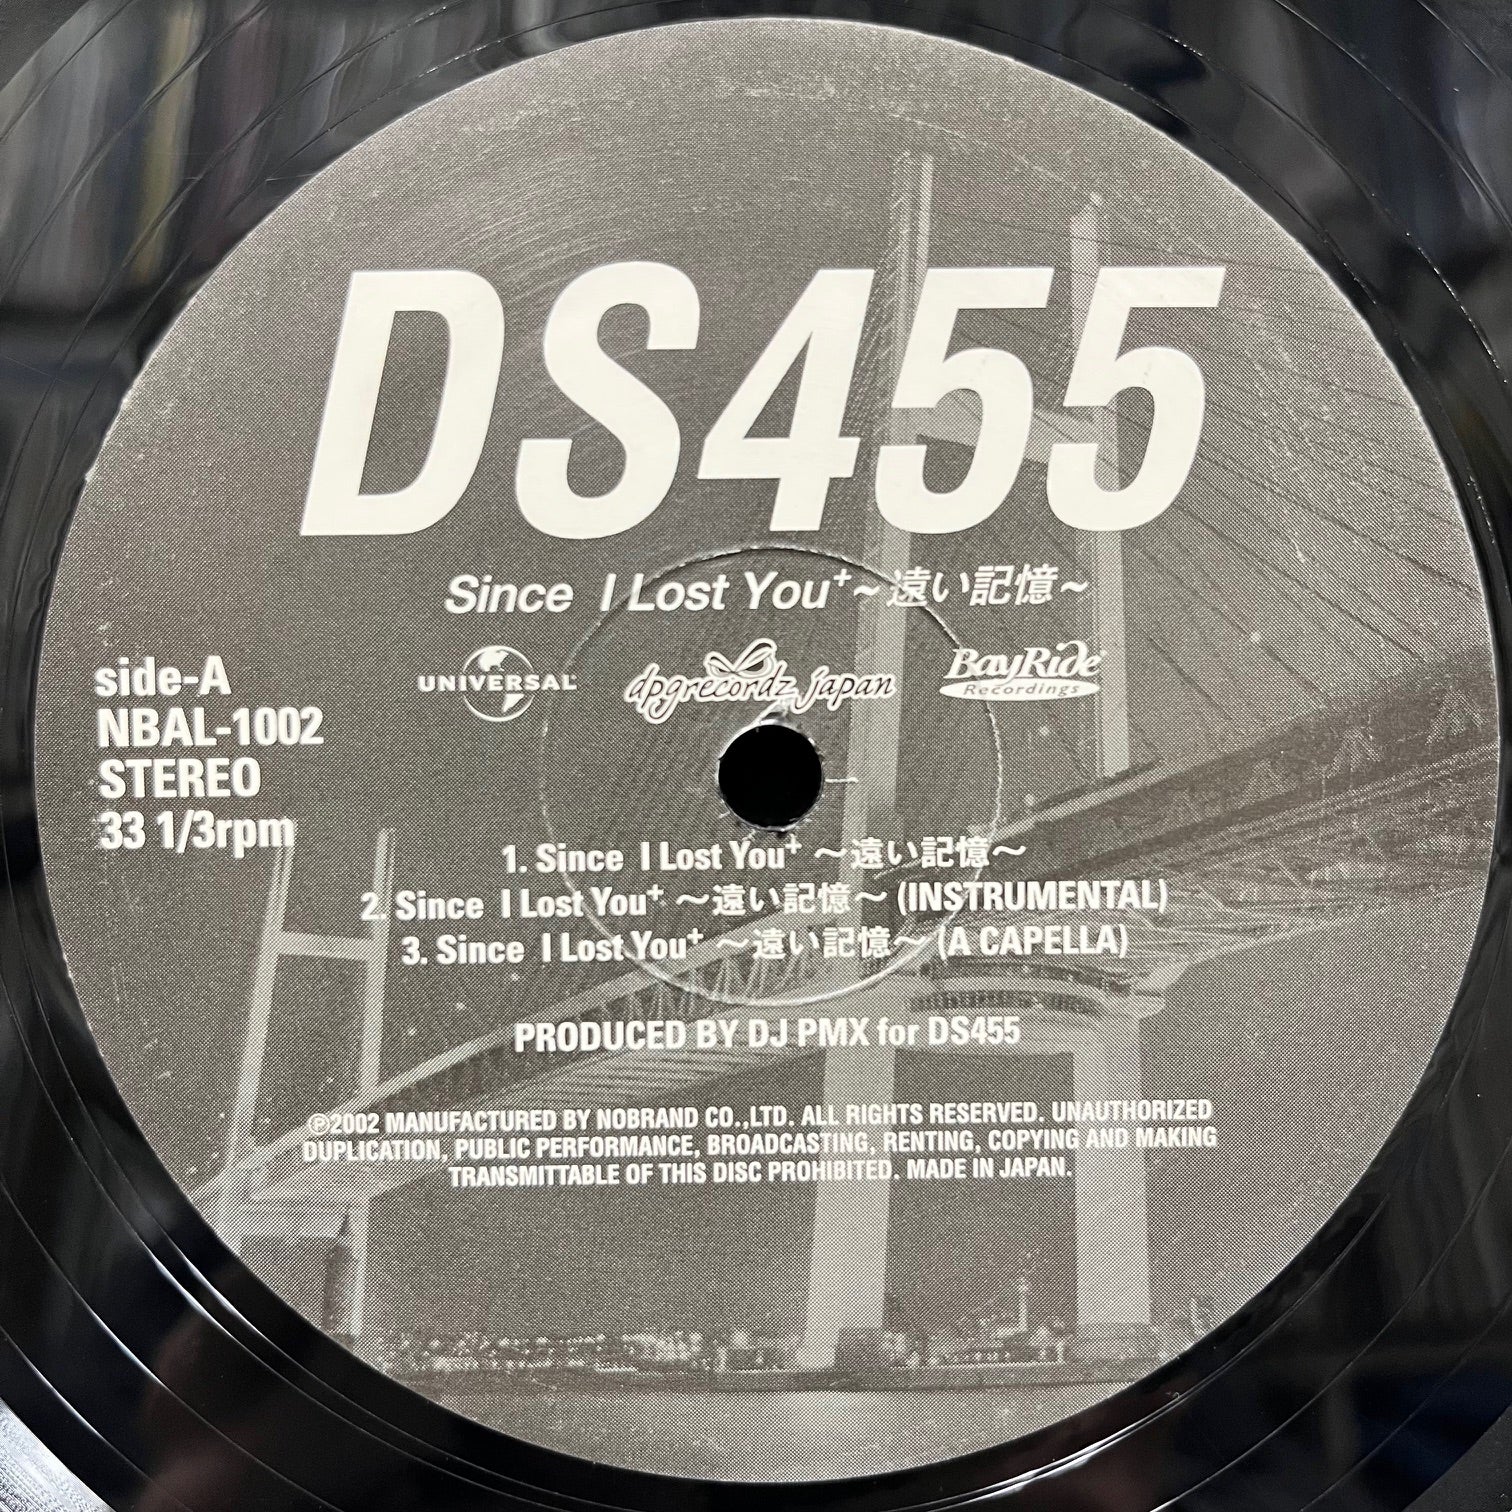 DS455
Since I Lost You⁺~遠い記憶~
UNIVERSAL
dpgrecordz japan
BayRide
Recordings
side-A
NBAL-1002
STEREO
33 1/3rpm
1. Since I Lost You⁺ ~遠い記憶~
2. Since I Lost You⁺ ~遠い記憶~ (INSTRUMENTAL)
3. Since I Lost You⁺ ~遠い記憶~ (A CAPELLA)
PRODUCED BY DJ PMX for DS455
℗2002 MANUFACTURED BY NOBRAND CO.,LTD. ALL RIGHTS RESERVED. UNAUTHORIZED
DUPLICATION, PUBLIC PERFORMANCE, BROADCASTING, RENTING, COPYING AND MAKING
TRANSMITTABLE OF THIS DISC PROHIBITED. MADE IN JAPAN.